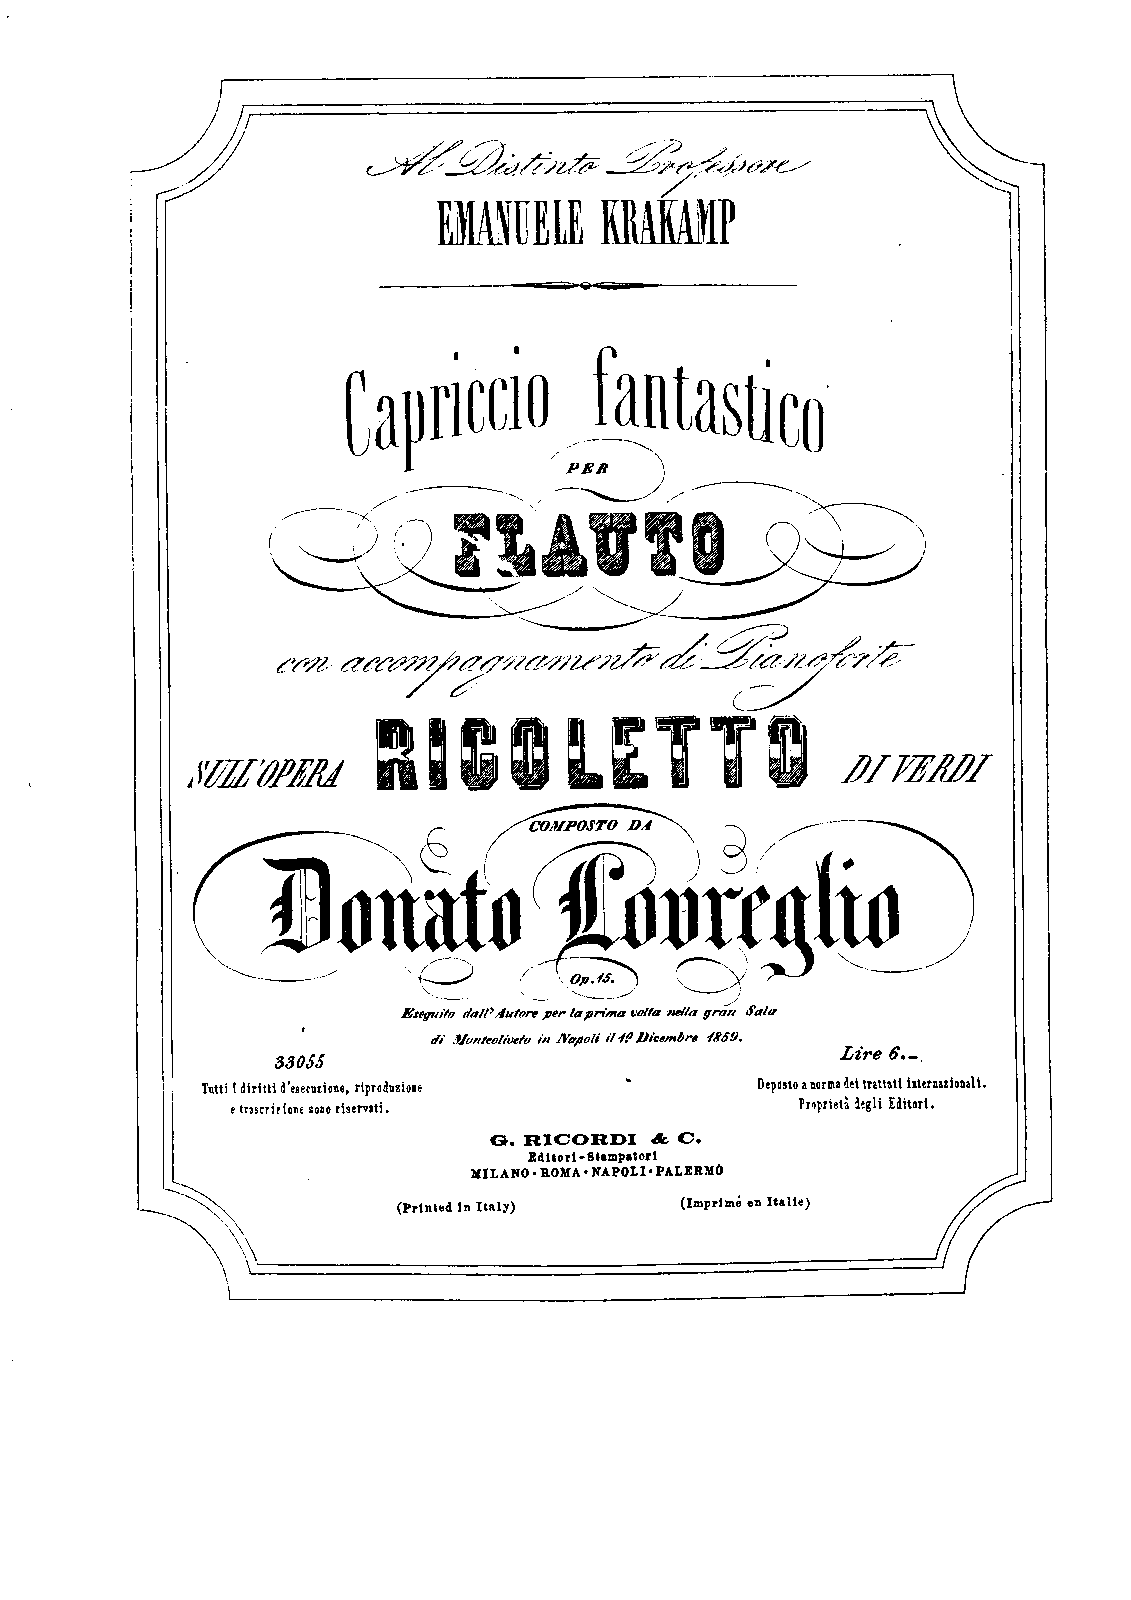 Al Distinto Professore
EMANUELE KRAKAMP
Capriccio fantastico
PER
FLAUTO
con accompagnamento di Pianoforte
SULL'OPERA RIGOLETTO DI VERDI
COMPOSTO DA
Donato Lovreglio
Op. 15.
Eseguito dall'Autore per la prima volta nella gran Sala
di Monteoliveto in Napoli il 19 Dicembre 1859.
33055
Lire 6.-
Tutti i diritti d'esecuzione, riproduzione
e trascrizione sono riservati.
Deposto a norma dei trattati internazionali.
Proprietà degli Editori.
G. RICORDI & C.
Editori-Stampatori
MILANO - ROMA - NAPOLI - PALERMO
(Printed in Italy) (Imprimé en Italie)